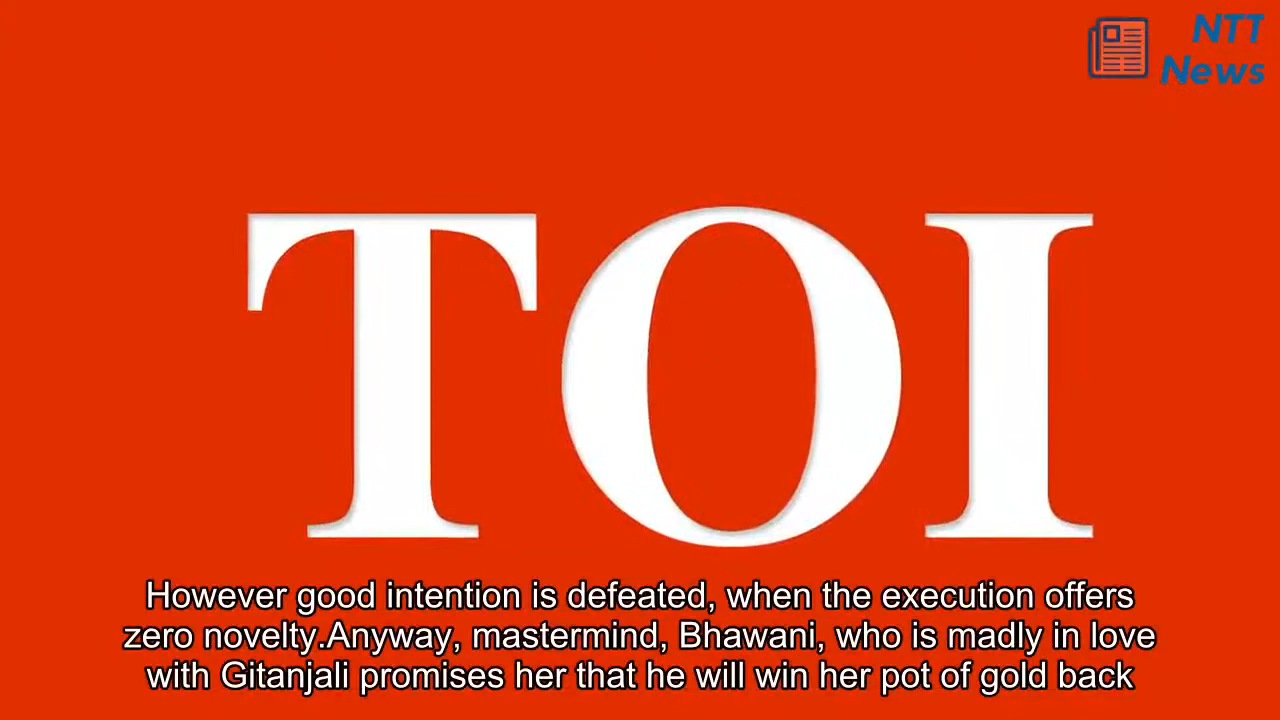 NTT
News
TOI
However good intention is defeated, when the execution offers
zero novelty.Anyway, mastermind, Bhawani, who is madly in love
with Gitanjali promises her that he will win her pot of gold back